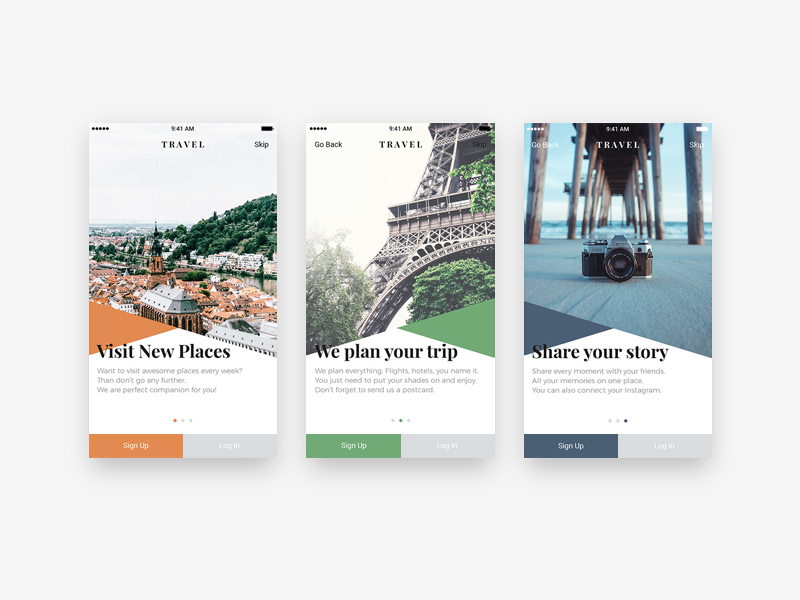 9:41 AM
TRAVEL
Skip
Visit New Places
Want to visit awesome places every week?
Than don't go any further.
We are perfect companion for you!
Sign Up
Log In
9:41 AM
Go Back
TRAVEL
Skip
We plan your trip
We plan everything. Flights, hotels, you name it.
You just need to put your shades on and enjoy.
Don't forget to send us a postcard.
Sign Up
Log In
9:41 AM
Go Back
TRAVEL
Skip
Share your story
Share every moment with your friends.
All your memories on one place.
You can also connect your Instagram.
Sign Up
Log In